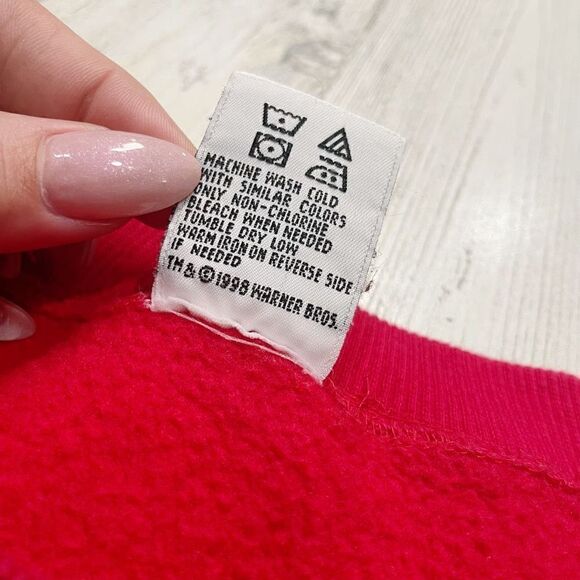 MACHINE WASH COLD
WITH SIMILAR COLORS
ONLY NON-CHLORINE
BLEACH WHEN NEEDED
TUMBLE DRY LOW
WARM IRON ON REVERSE SIDE
IF NEEDED
TM & © 1998 WARNER BROS.